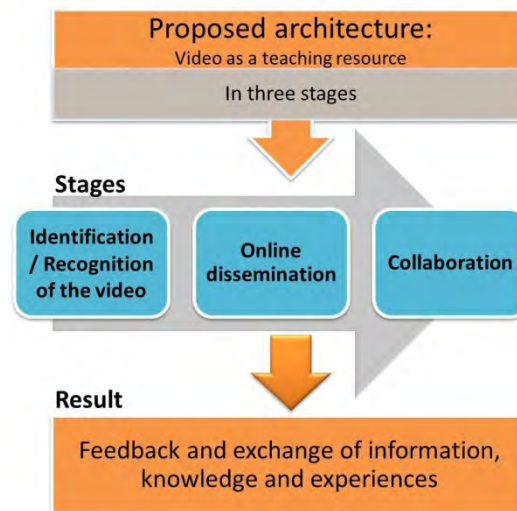 Proposed architecture:
Video as a teaching resource
In three stages
Stages
Identification
/ Recognition
of the video
Online
dissemination
Collaboration
Result
Feedback and exchange of information,
knowledge and experiences